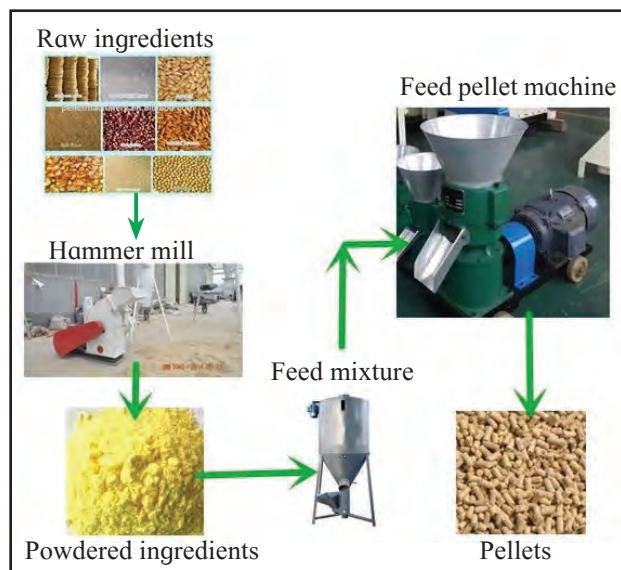 Raw ingredients
Hammer mill
Powdered ingredients
Feed mixture
Feed pellet machine
Pellets